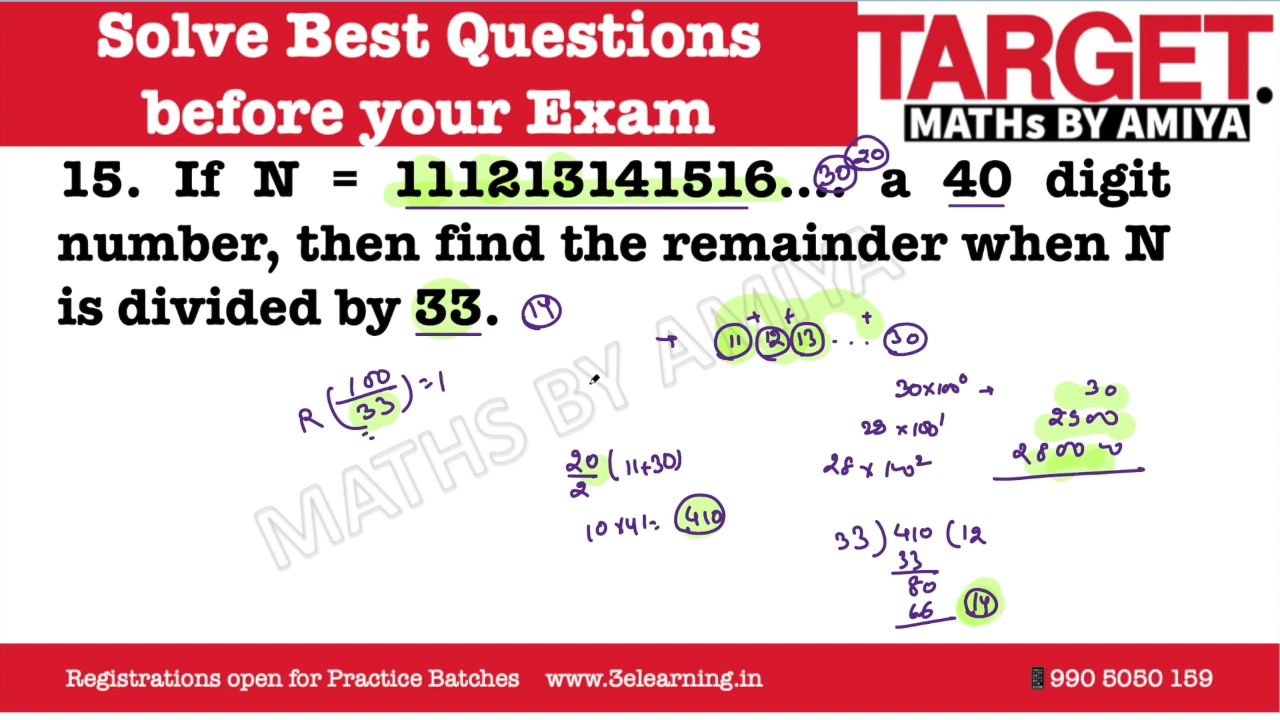 Solve Best Questions
before your Exam
TARGET.
MATHs BY AMIYA
15. If N = 111213141516.... a 40 digit
30 20
number, then find the remainder when N
is divided by 33. 14
MATHS BY AMIYA
→ 11 + 12 + 13 ... + 30
R(100/33) = 1
30×100⁰ → 30
29×100¹ 2900
28×100² 280000
20/2 (11+30)
10×41= 410
33) 410 (12
33
80
66 14
Registrations open for Practice Batches www.3elearning.in 990 5050 159